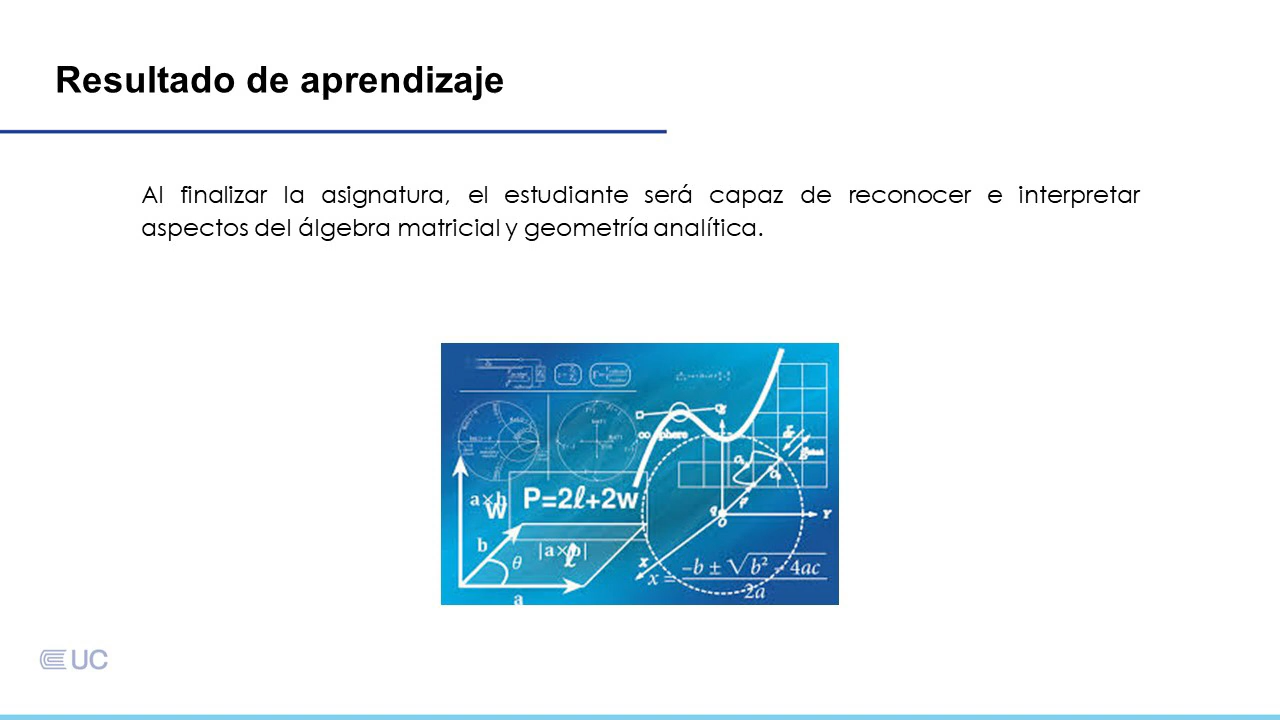 Resultado de aprendizaje
Al finalizar la asignatura, el estudiante será capaz de reconocer e interpretar
aspectos del álgebra matricial y geometría analítica.
∞ sphere
P=2ℓ+2w
a×b
W
b
θ
|a×b|
ℓ
a
q
O
Y
x
x = –b ± √b² – 4ac
2a
UC